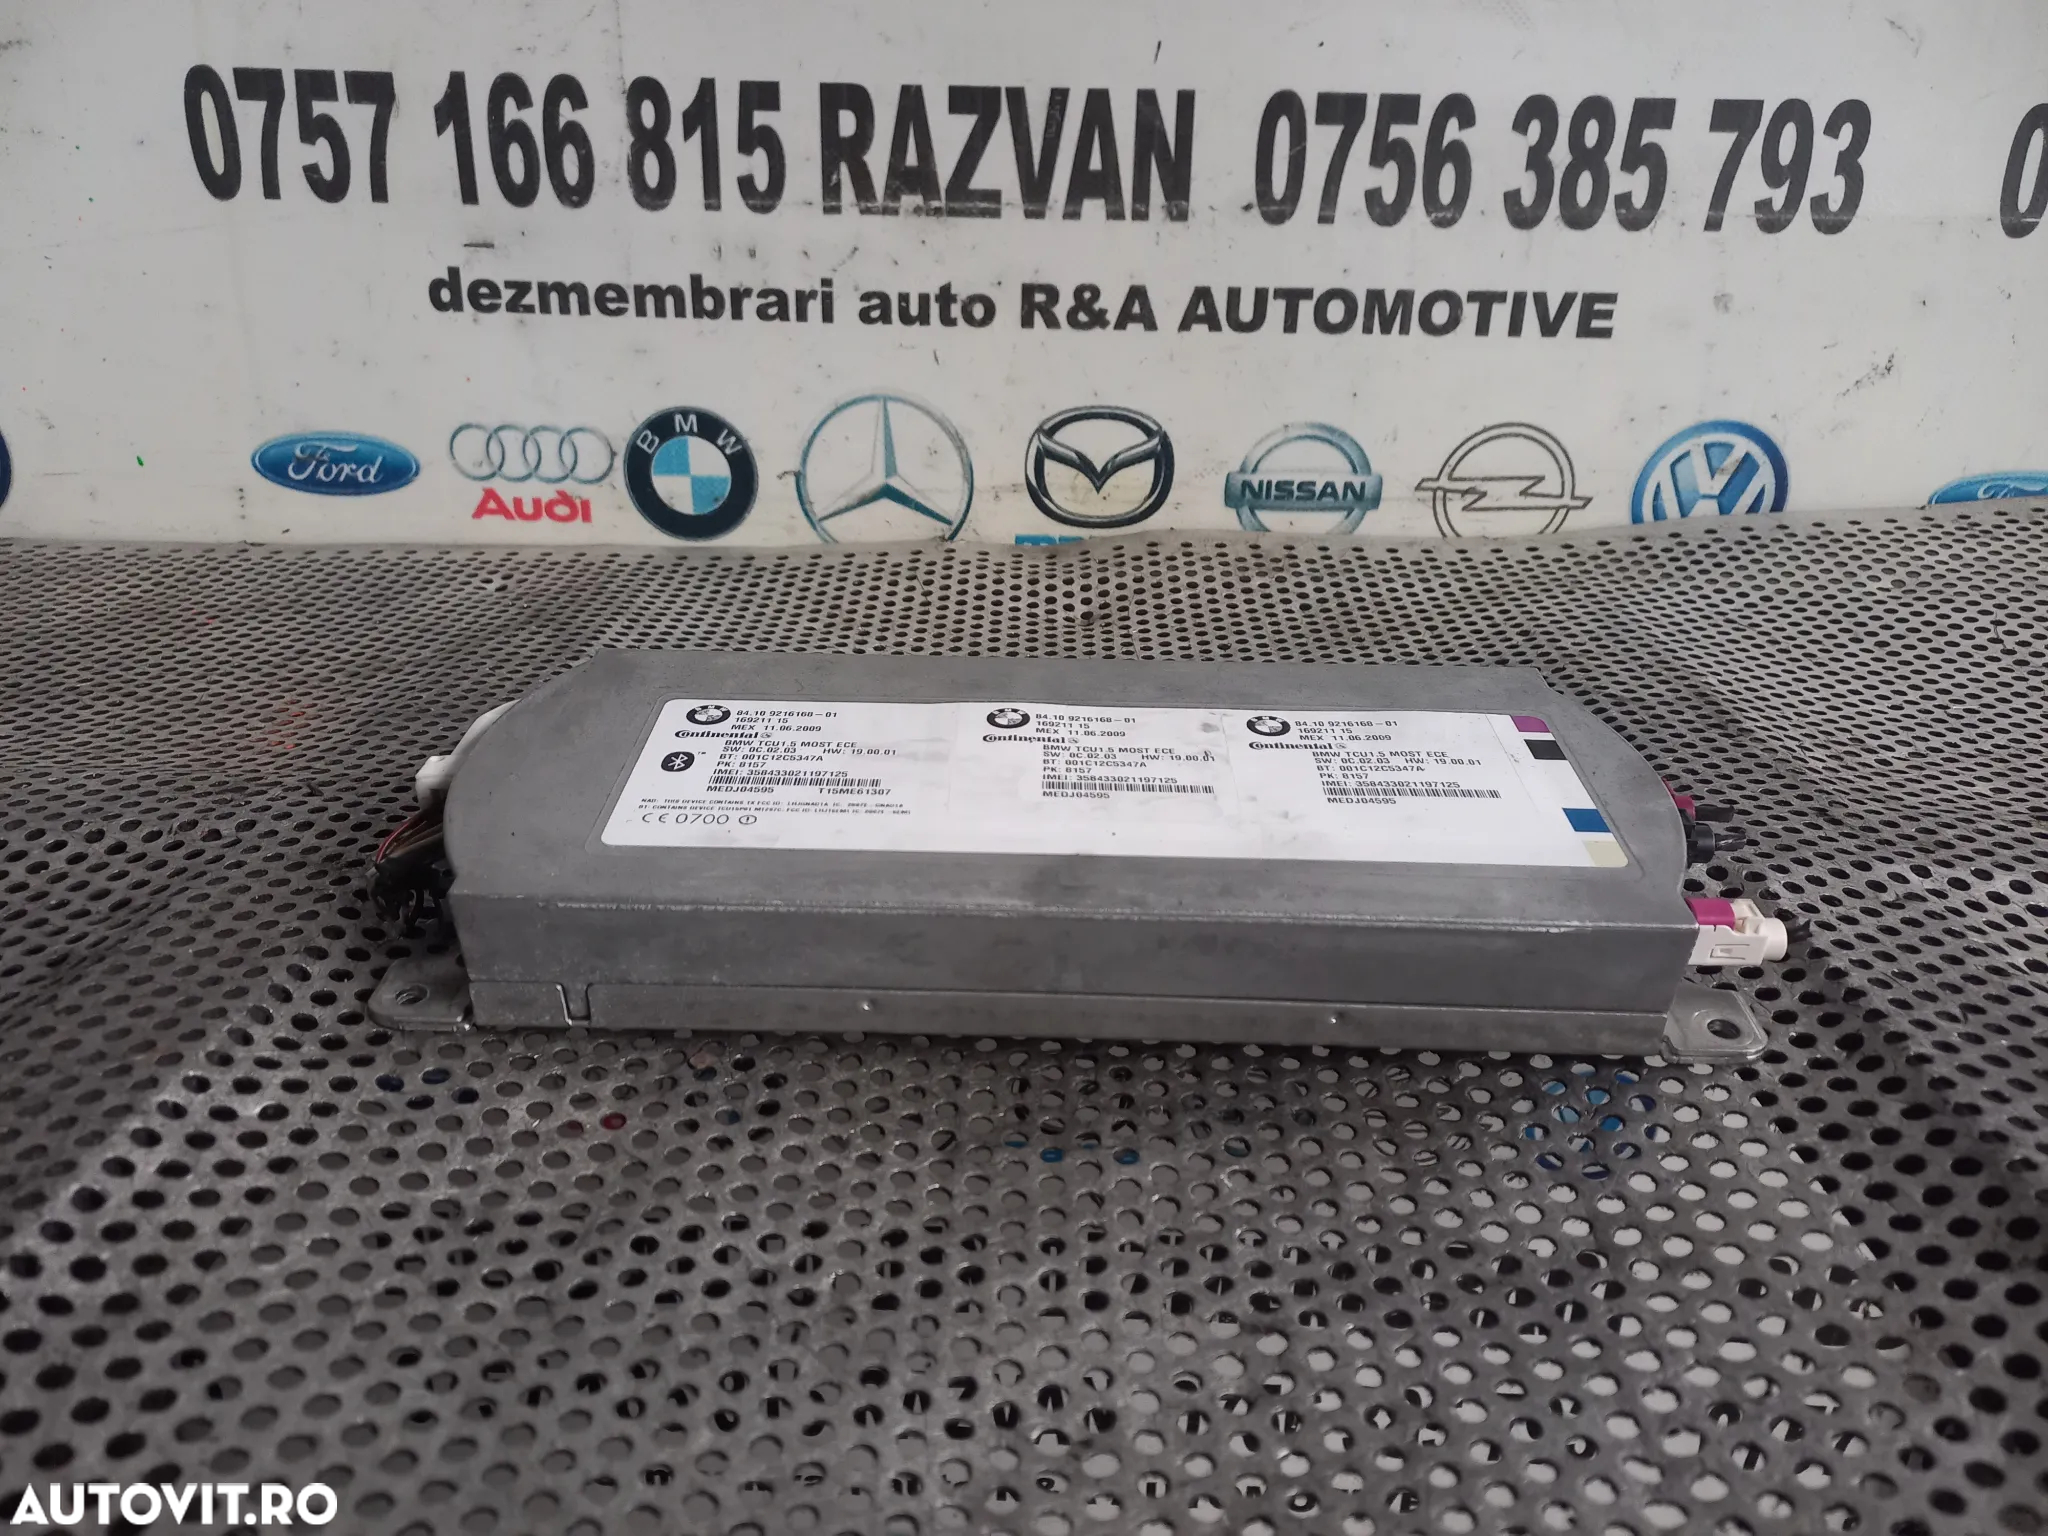 0757 166 815 RAZVAN 0756 385 793
dezmembrari auto R&A AUTOMOTIVE
Ford
Audi
BMW
NISSAN
84.10 9216168-01
169211 15
MEX 11.06.2009
Continental
BMW TCU1.5 MOST ECE
SW: 0C.02.03 HW: 19.00.01
BT: 001C12C5347A
PK: 8157
IMEI: 358433021197125
MEDJ04595 T15ME61307
CE 0700
84.10 9216168-01
169211 15
MEX 11.06.2009
Continental
BMW TCU1.5 MOST ECE
SW: 0C.02.03 HW: 19.00.01
BT: 001C12C5347A
PK: 8157
IMEI: 358433021197125
MEDJ04595
84.10 9216168-01
169211 15
MEX 11.06.2009
Continental
BMW TCU1.5 MOST ECE
SW: 0C.02.03 HW: 19.00.01
BT: 001C12C5347A
PK: 8157
IMEI: 358433021197125
MEDJ04595
AUTOVIT.RO